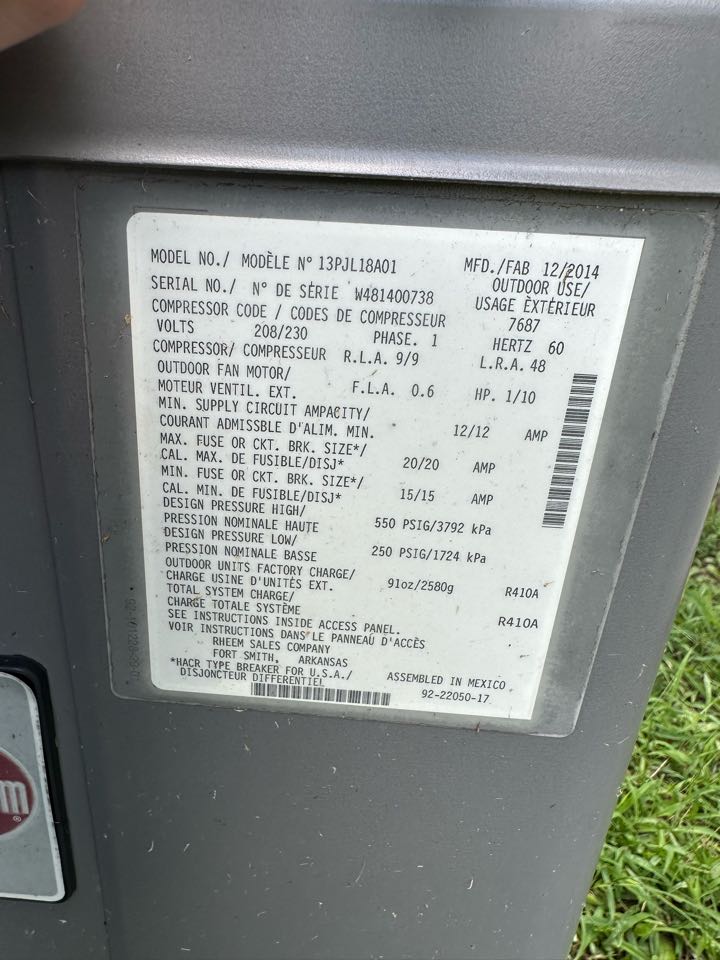 MODEL NO./ MODÈLE N° 13PJL18A01 MFD./FAB 12/2014
SERIAL NO./ N° DE SÉRIE W481400738 OUTDOOR USE/
USAGE ÈXTÉRIEUR
COMPRESSOR CODE / CODES DE COMPRESSEUR 7687
VOLTS 208/230 PHASE. 1 HERTZ 60
COMPRESSOR/ COMPRESSEUR R.L.A. 9/9 L.R.A. 48
OUTDOOR FAN MOTOR/
MOTEUR VENTIL. EXT. F.L.A. 0.6 HP. 1/10
MIN. SUPPLY CIRCUIT AMPACITY/
COURANT ADMISSBLE D'ALIM. MIN. 12/12 AMP
MAX. FUSE OR CKT. BRK. SIZE*/
CAL. MAX. DE FUSIBLE/DISJ* 20/20 AMP
MIN. FUSE OR CKT. BRK. SIZE*/
CAL. MIN. DE FUSIBLE/DISJ* 15/15 AMP
DESIGN PRESSURE HIGH/
PRESSION NOMINALE HAUTE 550 PSIG/3792 kPa
DESIGN PRESSURE LOW/
PRESSION NOMINALE BASSE 250 PSIG/1724 kPa
OUTDOOR UNITS FACTORY CHARGE/
CHARGE USINE D'UNITÉS EXT. 91oz/2580g R410A
TOTAL SYSTEM CHARGE/
CHARGE TOTALE SYSTÈME R410A
SEE INSTRUCTIONS INSIDE ACCESS PANEL.
VOIR INSTRUCTIONS DANS LE PANNEAU D'ACCÈS
RHEEM SALES COMPANY
FORT SMITH, ARKANSAS
*HACR TYPE BREAKER FOR U.S.A./
DISJONCTEUR DIFFERENTIEL
ASSEMBLED IN MEXICO
92-22050-17
m®